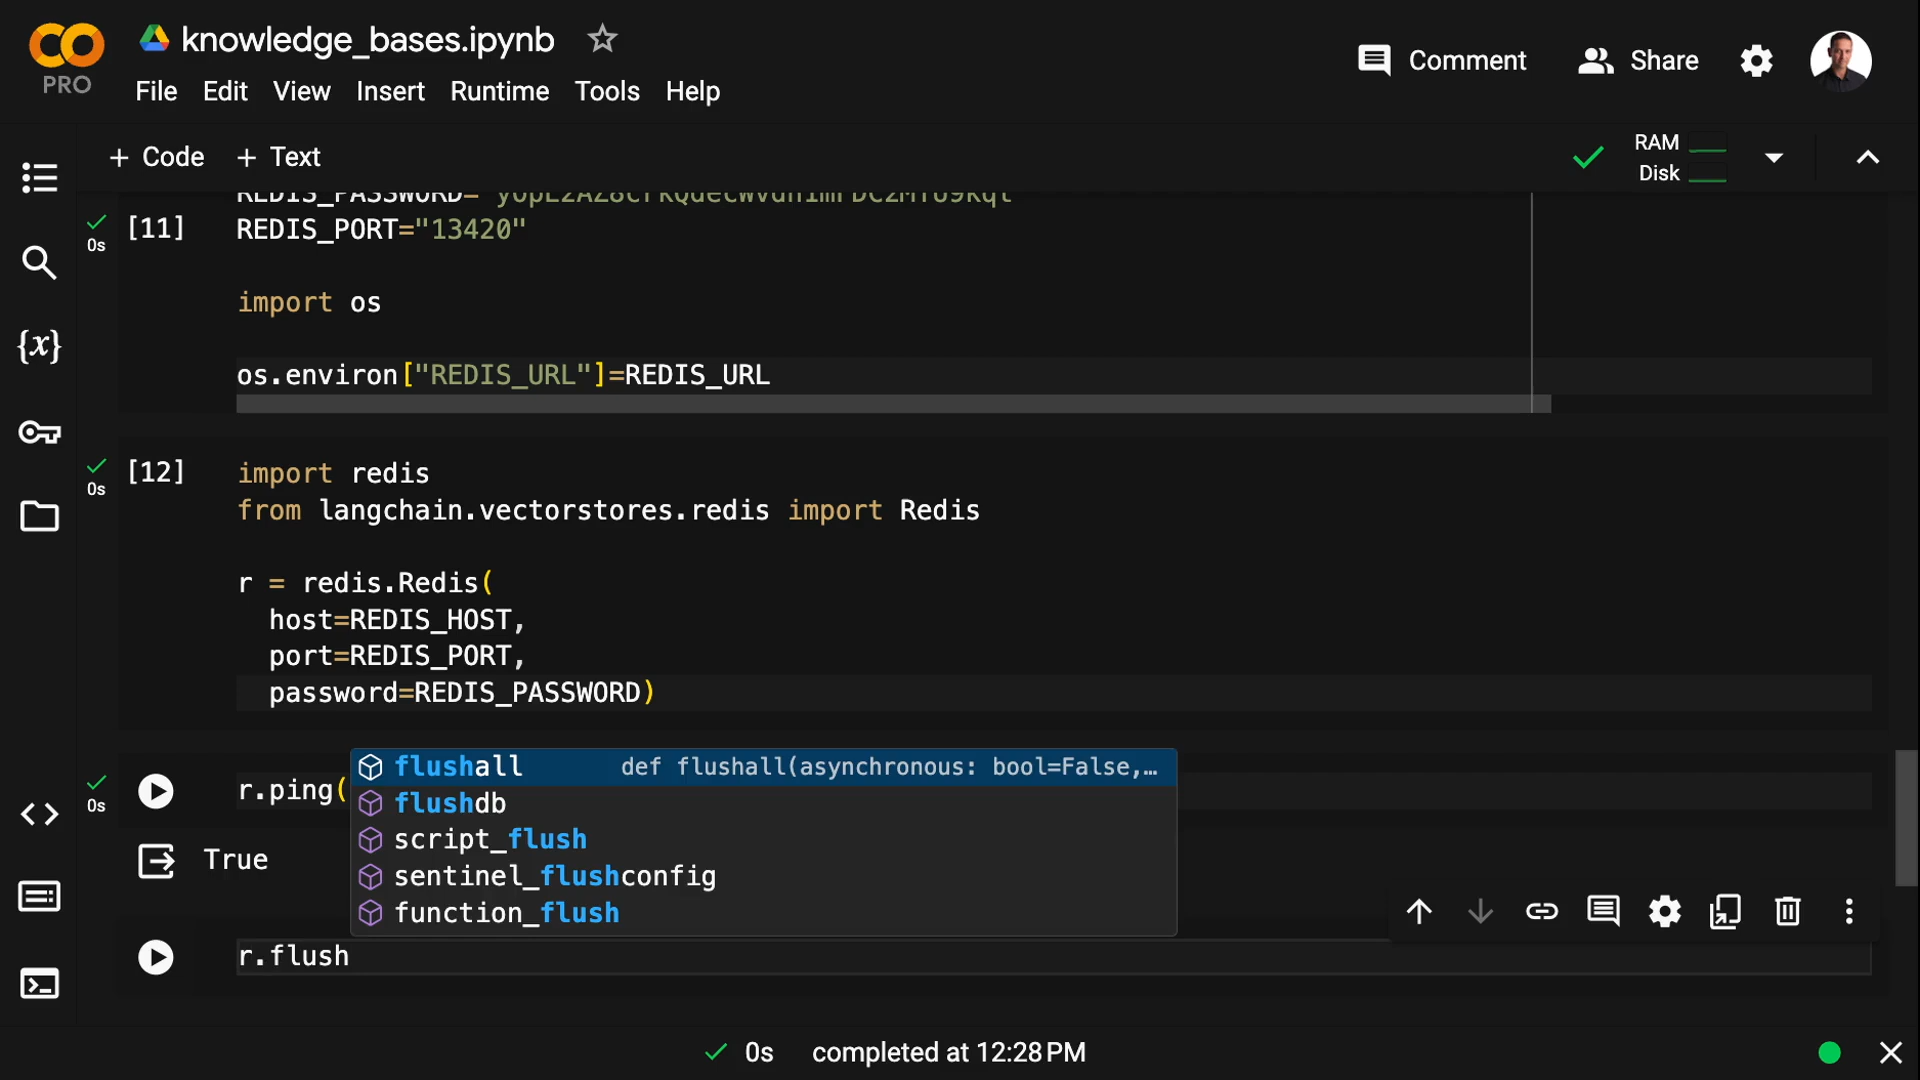 knowledge_bases.ipynb
PRO
File Edit View Insert Runtime Tools Help
Comment
Share
+ Code + Text
RAM
Disk
REDIS_PASSWORD=
0s
[11]
REDIS_PORT="13420"
import os
os.environ["REDIS_URL"]=REDIS_URL
0s
[12]
import redis
from langchain.vectorstores.redis import Redis
r = redis.Redis(
host=REDIS_HOST,
port=REDIS_PORT,
password=REDIS_PASSWORD)
0s
r.ping(
True
flushall def flushall(asynchronous: bool=False,…
flushdb
script_flush
sentinel_flushconfig
function_flush
r.flush
0s completed at 12:28 PM